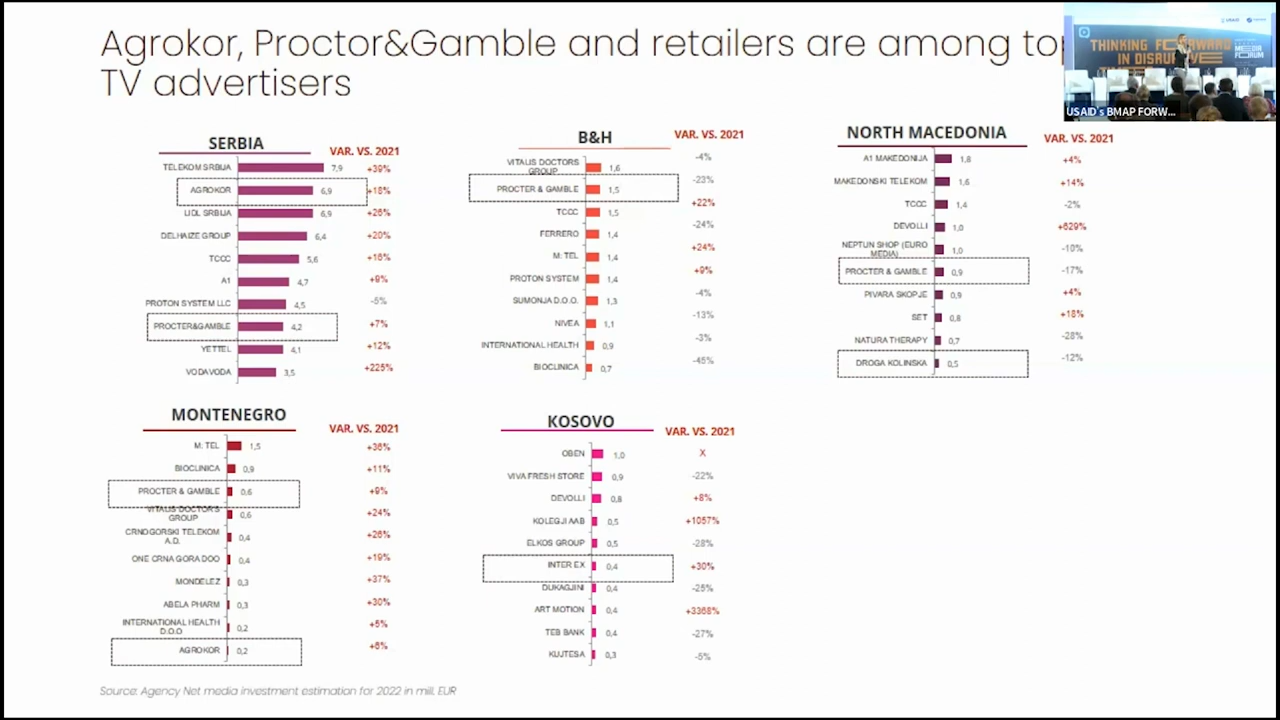 Agrokor, Proctor&Gamble and retailers are among top
TV advertisers
THINKING FORWARD
IN DISRUPTIVE
MEDIA
FORUM
USAID's BMAP FORW...
SERBIA
VAR. VS. 2021
TELEKOM SRBIJA 7,9 +39%
AGROKOR 6,9 +18%
LIDL SRBIJA 6,9 +26%
DELHAIZE GROUP 6,4 +20%
TCCC 5,6 +16%
A1 4,7 +9%
PROTON SYSTEM LLC 4,5 -5%
PROCTER&GAMBLE 4,2 +7%
YETTEL 4,1 +12%
VODAVODA 3,5 +225%
B&H
VAR. VS. 2021
VITALIS DOCTORS
GROUP 1,6 -4%
PROCTER & GAMBLE 1,5 -23%
TCCC 1,5 +22%
FERRERO 1,4 -24%
M: TEL 1,4 +24%
PROTON SYSTEM 1,4 +9%
SUMONJA D.O.O. 1,3 -4%
NIVEA 1,1 -13%
INTERNATIONAL HEALTH 0,9 -3%
BIOCLINICA 0,7 -45%
NORTH MACEDONIA
VAR. VS. 2021
A1 MAKEDONIJA 1,8 +4%
MAKEDONSKI TELEKOM 1,6 +14%
TCCC 1,4 -2%
DEVOLLI 1,0 +629%
NEPTUN SHOP (EURO
MEDIA) 1,0 -10%
PROCTER & GAMBLE 0,9 -17%
PIVARA SKOPJE 0,9 +4%
SET 0,8 +18%
NATURA THERAPY 0,7 -28%
DROGA KOLINSKA 0,5 -12%
MONTENEGRO
VAR. VS. 2021
M: TEL 1,5 +36%
BIOCLINICA 0,9 +11%
PROCTER & GAMBLE 0,6 +9%
VITALIS DOCTORS
GROUP 0,6 +24%
CRNOGORSKI TELEKOM
A.D. 0,4 +26%
ONE CRNA GORA DOO 0,4 +19%
MONDELEZ 0,3 +37%
ABELA PHARM 0,3 +30%
INTERNATIONAL HEALTH
D.O.O 0,2 +5%
AGROKOR 0,2 +6%
KOSOVO
VAR. VS. 2021
OBEN 1,0 X
VIVA FRESH STORE 0,9 -22%
DEVOLLI 0,8 +8%
KOLEGJI AAB 0,5 +1057%
ELKOS GROUP 0,5 -28%
INTER EX 0,4 +30%
DUKAGJINI 0,4 -25%
ART MOTION 0,4 +3368%
TEB BANK 0,4 -27%
KUJTESA 0,3 -5%
Source: Agency Net media investment estimation for 2022 in mill. EUR